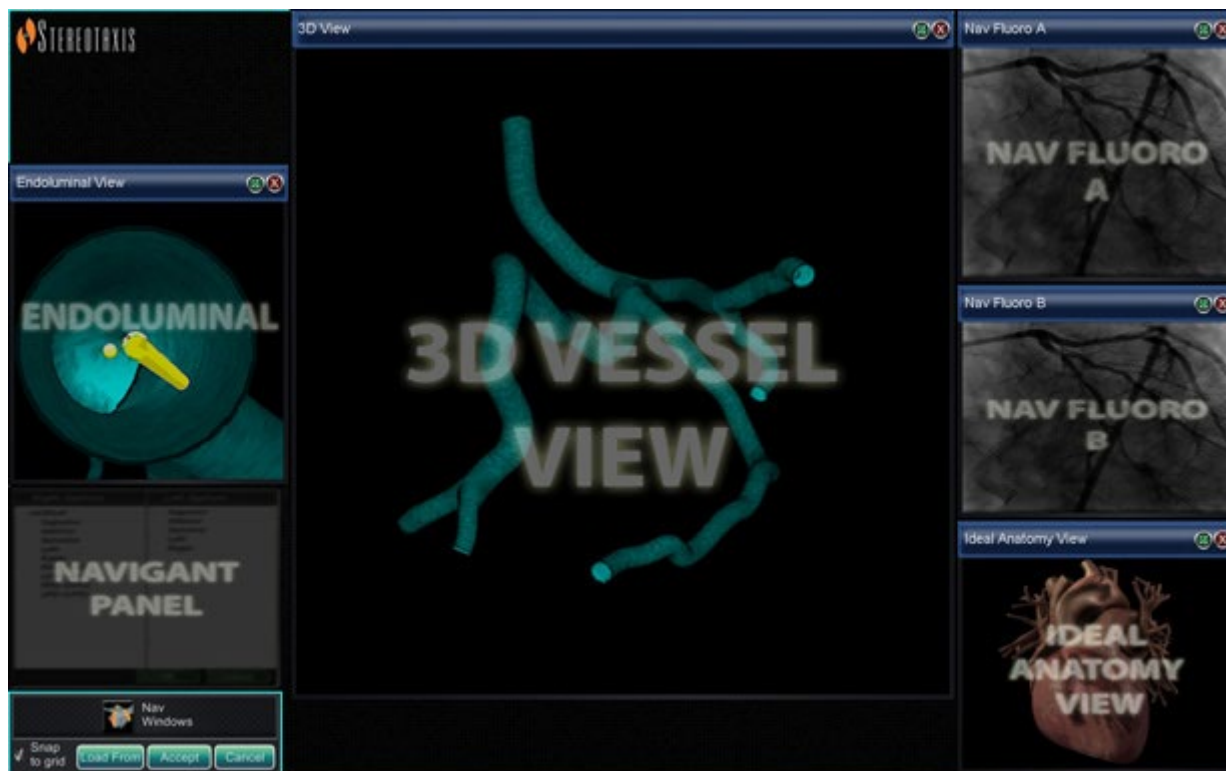 STEREOTAXIS
3D View
Nav Fluoro A
NAV FLUORO
A
Endoluminal View
ENDOLUMINAL
3D VESSEL
VIEW
Nav Fluoro B
NAV FLUORO
B
NAVIGANT
PANEL
Ideal Anatomy View
IDEAL
ANATOMY
VIEW
Nav
Windows
Snap
to grid
Load From
Accept
Cancel